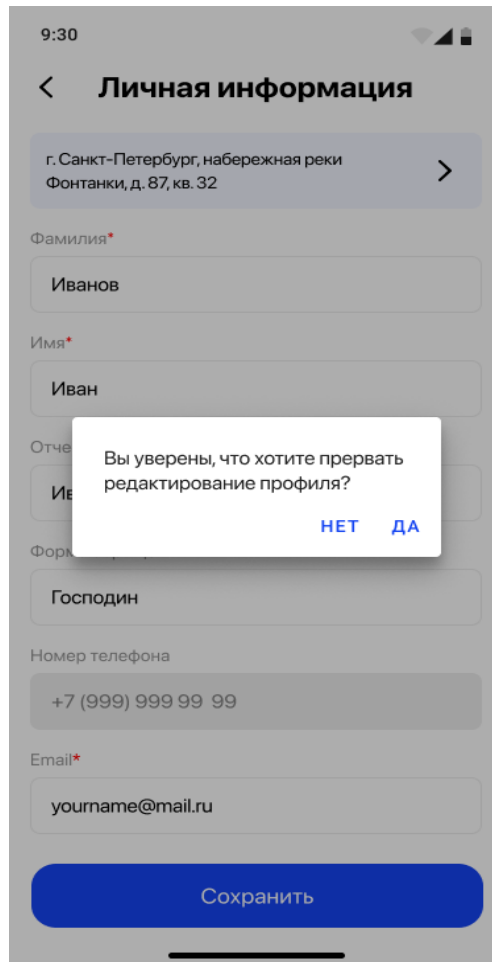 9:30
Личная информация
г. Санкт-Петербург, набережная реки
Фонтанки, д. 87, кв. 32
Фамилия*
Иванов
Имя*
Иван
Вы уверены, что хотите прервать
редактирование профиля?
НЕТ ДА
Господин
Номер телефона
+7 (999) 999 99 99
Email*
yourname@mail.ru
Сохранить